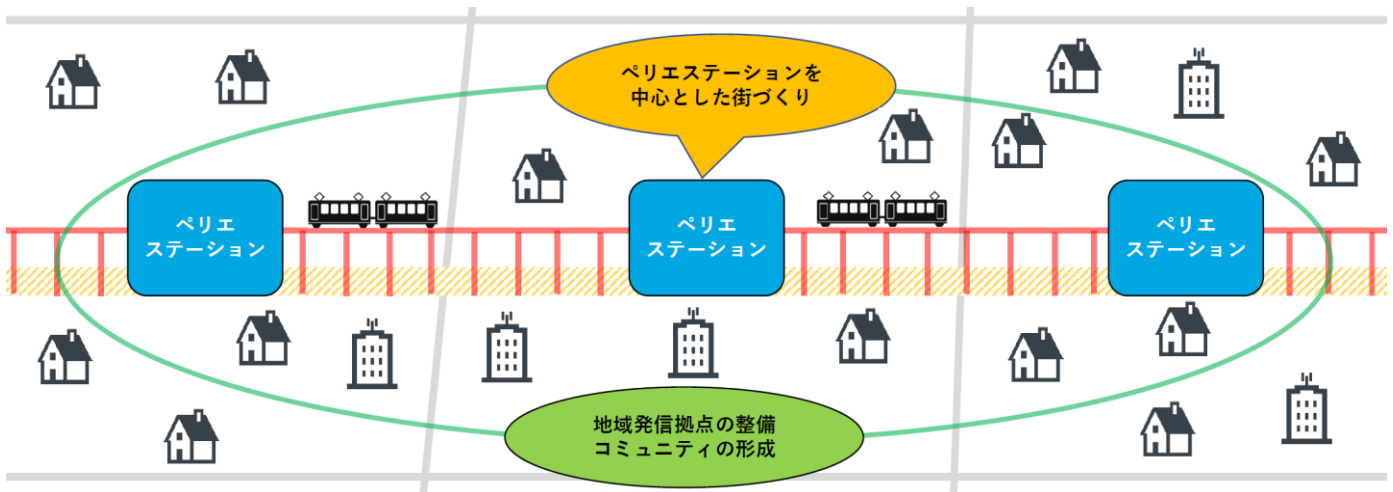 ペリエステーションを
中心とした街づくり
ペリエ
ステーション
ペリエ
ステーション
ペリエ
ステーション
地域発信拠点の整備
コミュニティの形成